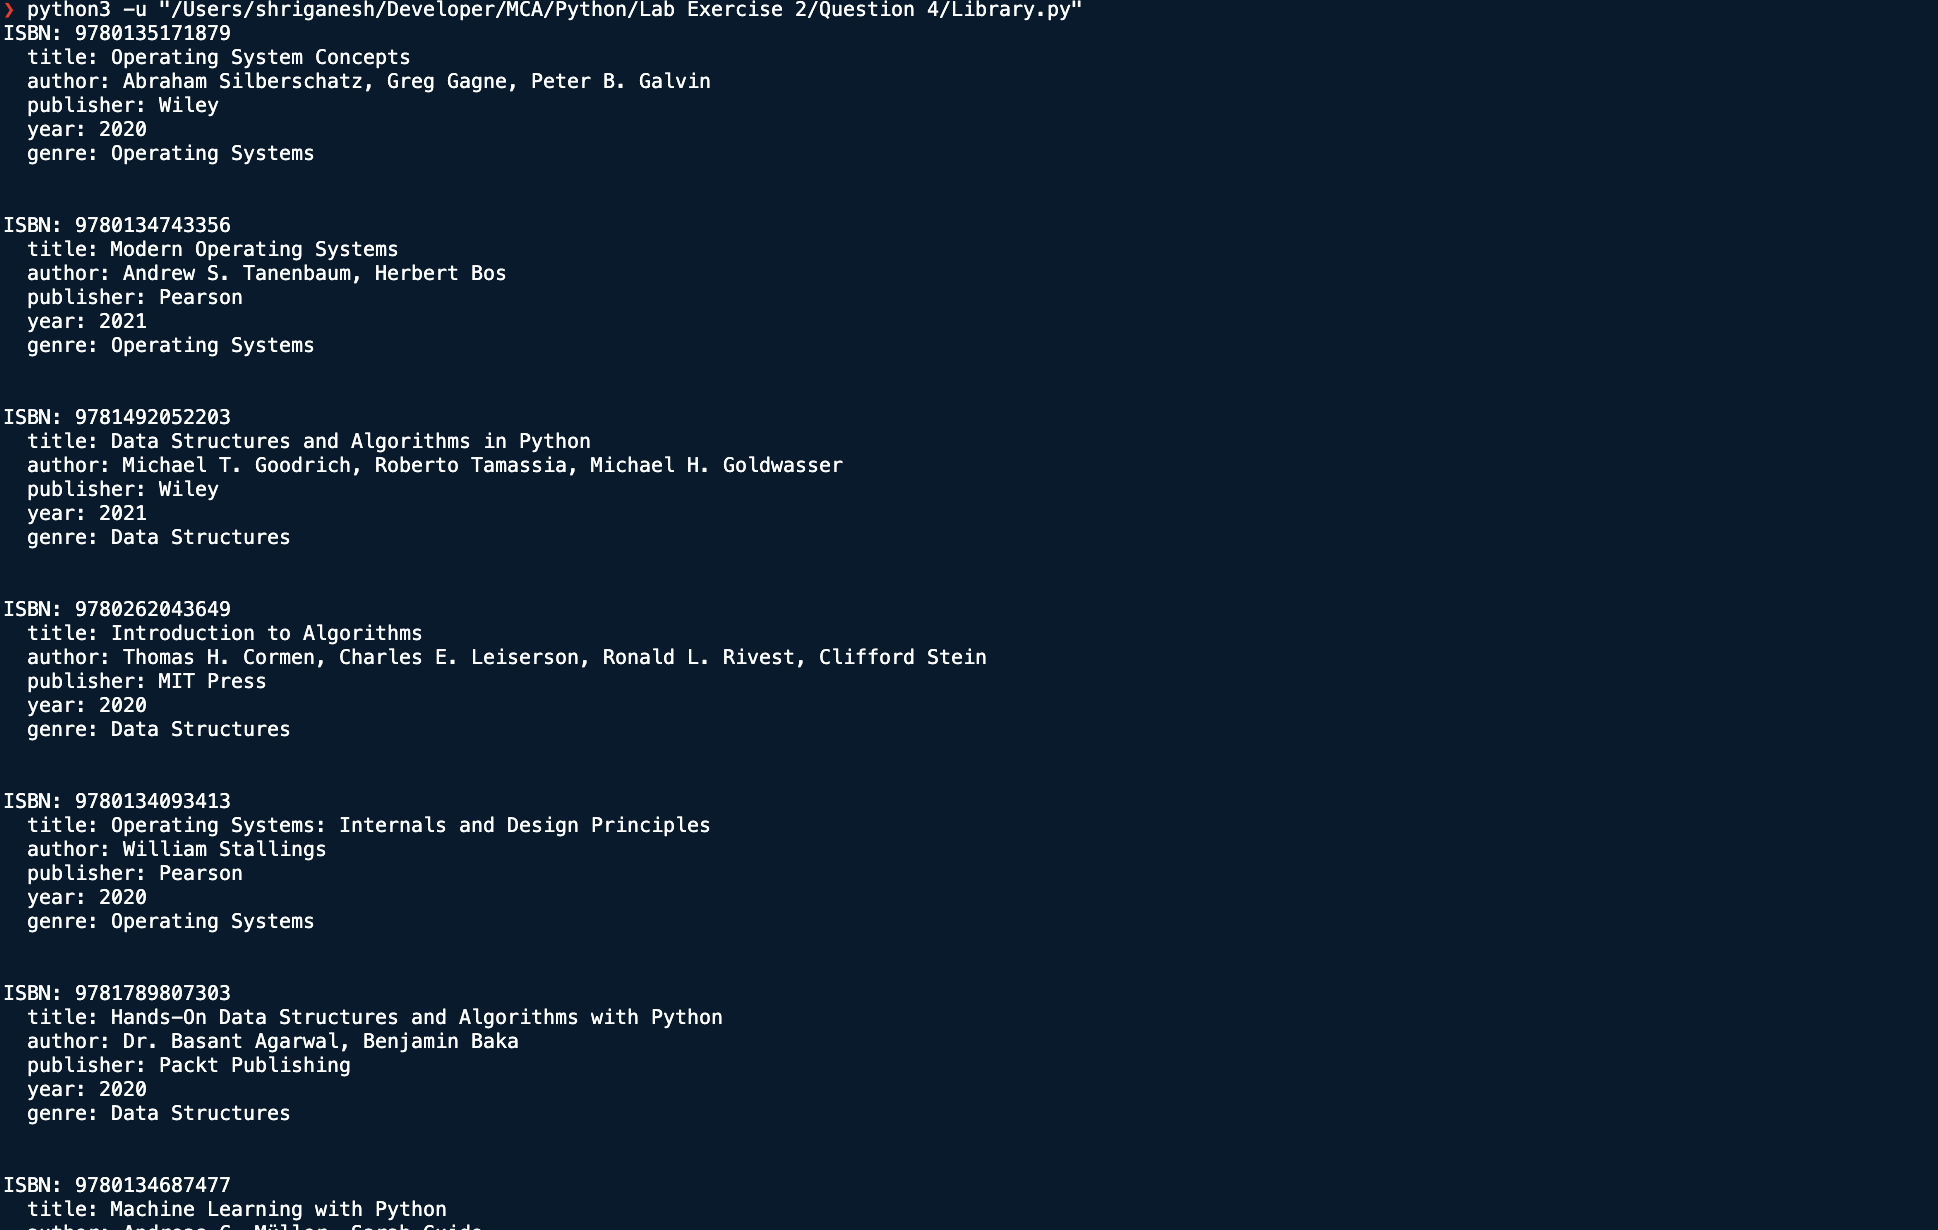 ❯ python3 -u "/Users/shriganesh/Developer/MCA/Python/Lab Exercise 2/Question 4/Library.py"
ISBN: 9780135171879
  title: Operating System Concepts
  author: Abraham Silberschatz, Greg Gagne, Peter B. Galvin
  publisher: Wiley
  year: 2020
  genre: Operating Systems
ISBN: 9780134743356
  title: Modern Operating Systems
  author: Andrew S. Tanenbaum, Herbert Bos
  publisher: Pearson
  year: 2021
  genre: Operating Systems
ISBN: 9781492052203
  title: Data Structures and Algorithms in Python
  author: Michael T. Goodrich, Roberto Tamassia, Michael H. Goldwasser
  publisher: Wiley
  year: 2021
  genre: Data Structures
ISBN: 9780262043649
  title: Introduction to Algorithms
  author: Thomas H. Cormen, Charles E. Leiserson, Ronald L. Rivest, Clifford Stein
  publisher: MIT Press
  year: 2020
  genre: Data Structures
ISBN: 9780134093413
  title: Operating Systems: Internals and Design Principles
  author: William Stallings
  publisher: Pearson
  year: 2020
  genre: Operating Systems
ISBN: 9781789807303
  title: Hands-On Data Structures and Algorithms with Python
  author: Dr. Basant Agarwal, Benjamin Baka
  publisher: Packt Publishing
  year: 2020
  genre: Data Structures
ISBN: 9780134687477
  title: Machine Learning with Python
  author: Andreas C. Müller, Sarah Guido